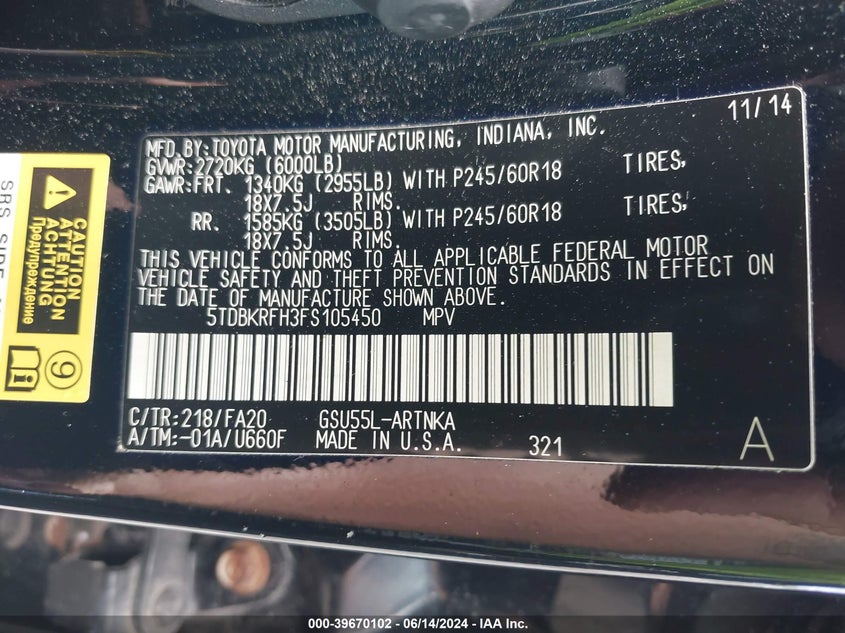 11/14
MFD. BY:TOYOTA MOTOR MANUFACTURING, INDIANA, INC.
GVWR:2720KG (6000LB)
GAWR:FRT. 1340KG (2955LB) WITH P245/60R18 TIRES,
18X7.5J RIMS.
RR. 1585KG (3505LB) WITH P245/60R18 TIRES,
18X7.5J RIMS.
THIS VEHICLE CONFORMS TO ALL APPLICABLE FEDERAL MOTOR
VEHICLE SAFETY AND THEFT PREVENTION STANDARDS IN EFFECT ON
THE DATE OF MANUFACTURE SHOWN ABOVE.
5TDBKRFH3FS105450 MPV
C/TR:218/FA20 GSU55L-ARTNKA
A/TM:-01A/U660F MADE IN U.S.A. 321
A
CAUTION
ATTENTION
ACHTUNG
Предупреждение
9
SRS SIDE
000-39670102 - 06/14/2024 - IAA Inc.